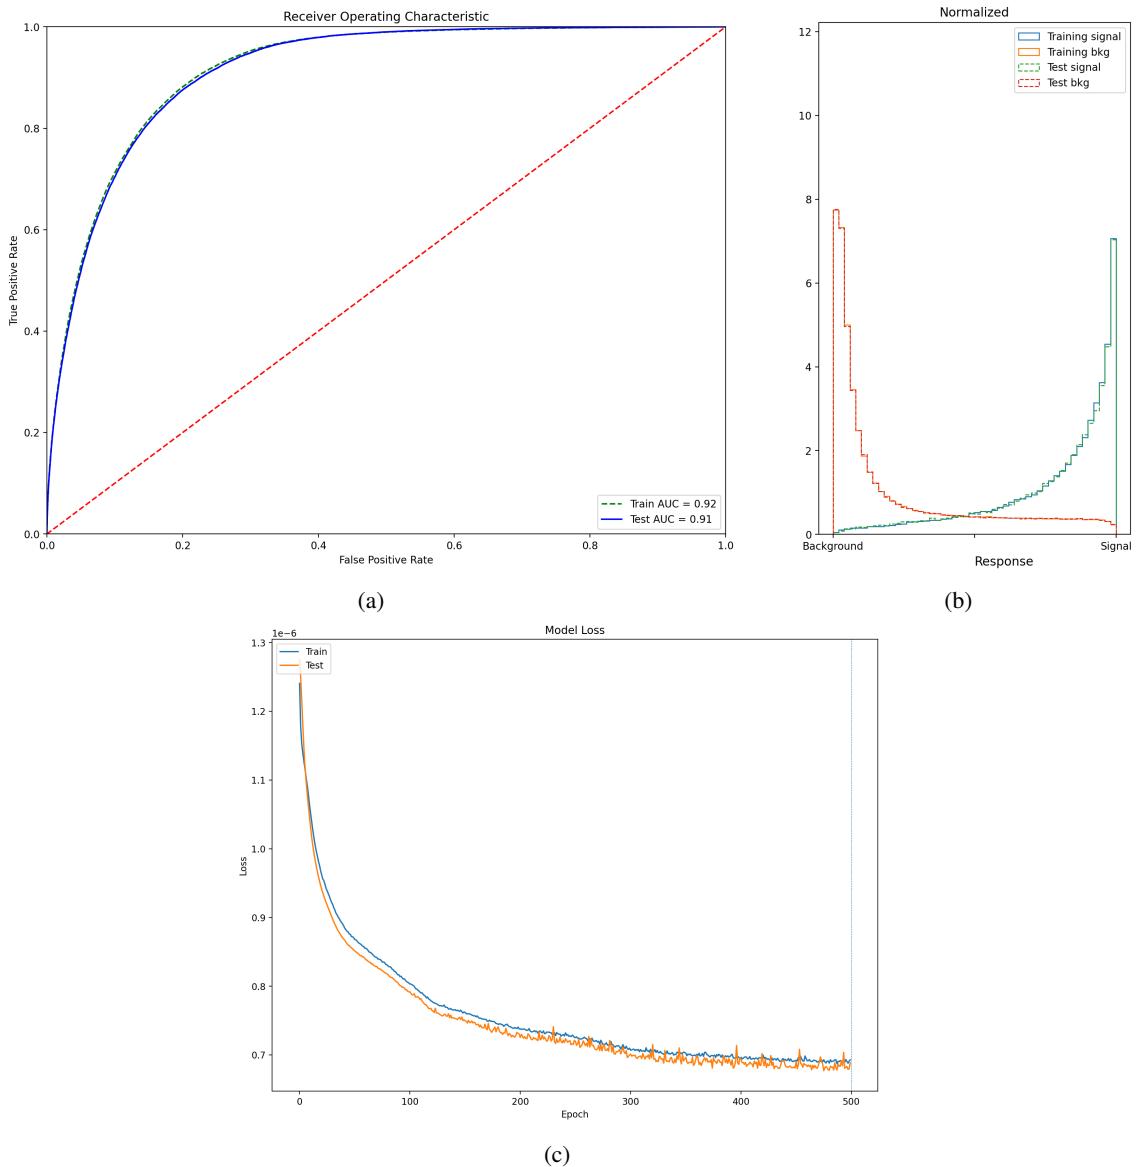 Receiver Operating Characteristic
1.0
0.8
0.6
0.4
0.2
0.0
True Positive Rate
0.0 0.2 0.4 0.6 0.8 1.0
False Positive Rate
Train AUC = 0.92
Test AUC = 0.91
(a)
Normalized
12
10
8
6
4
2
0
Training signal
Training bkg
Test signal
Test bkg
Background Signal
Response
(b)
Model Loss
1e−6
1.3
1.2
1.1
1.0
0.9
0.8
0.7
Loss
Train
Test
0 100 200 300 400 500
Epoch
(c)